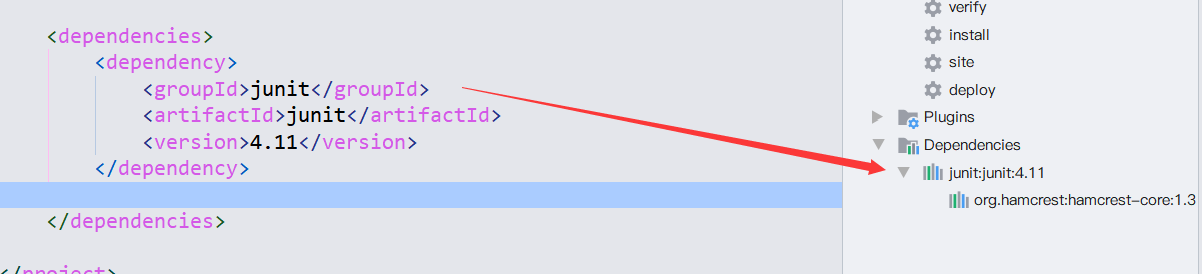 <dependencies>
<dependency>
<groupId>junit</groupId>
<artifactId>junit</artifactId>
<version>4.11</version>
</dependency>
</dependencies>
</project>
verify
install
site
deploy
Plugins
Dependencies
junit:junit:4.11
org.hamcrest:hamcrest-core:1.3